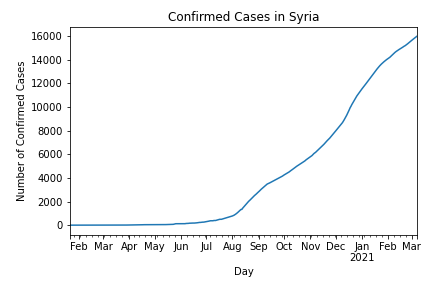 Confirmed Cases in Syria
Number of Confirmed Cases
16000
14000
12000
10000
8000
6000
4000
2000
0
Feb Mar Apr May Jun Jul Aug Sep Oct Nov Dec Jan Feb Mar
2021
Day